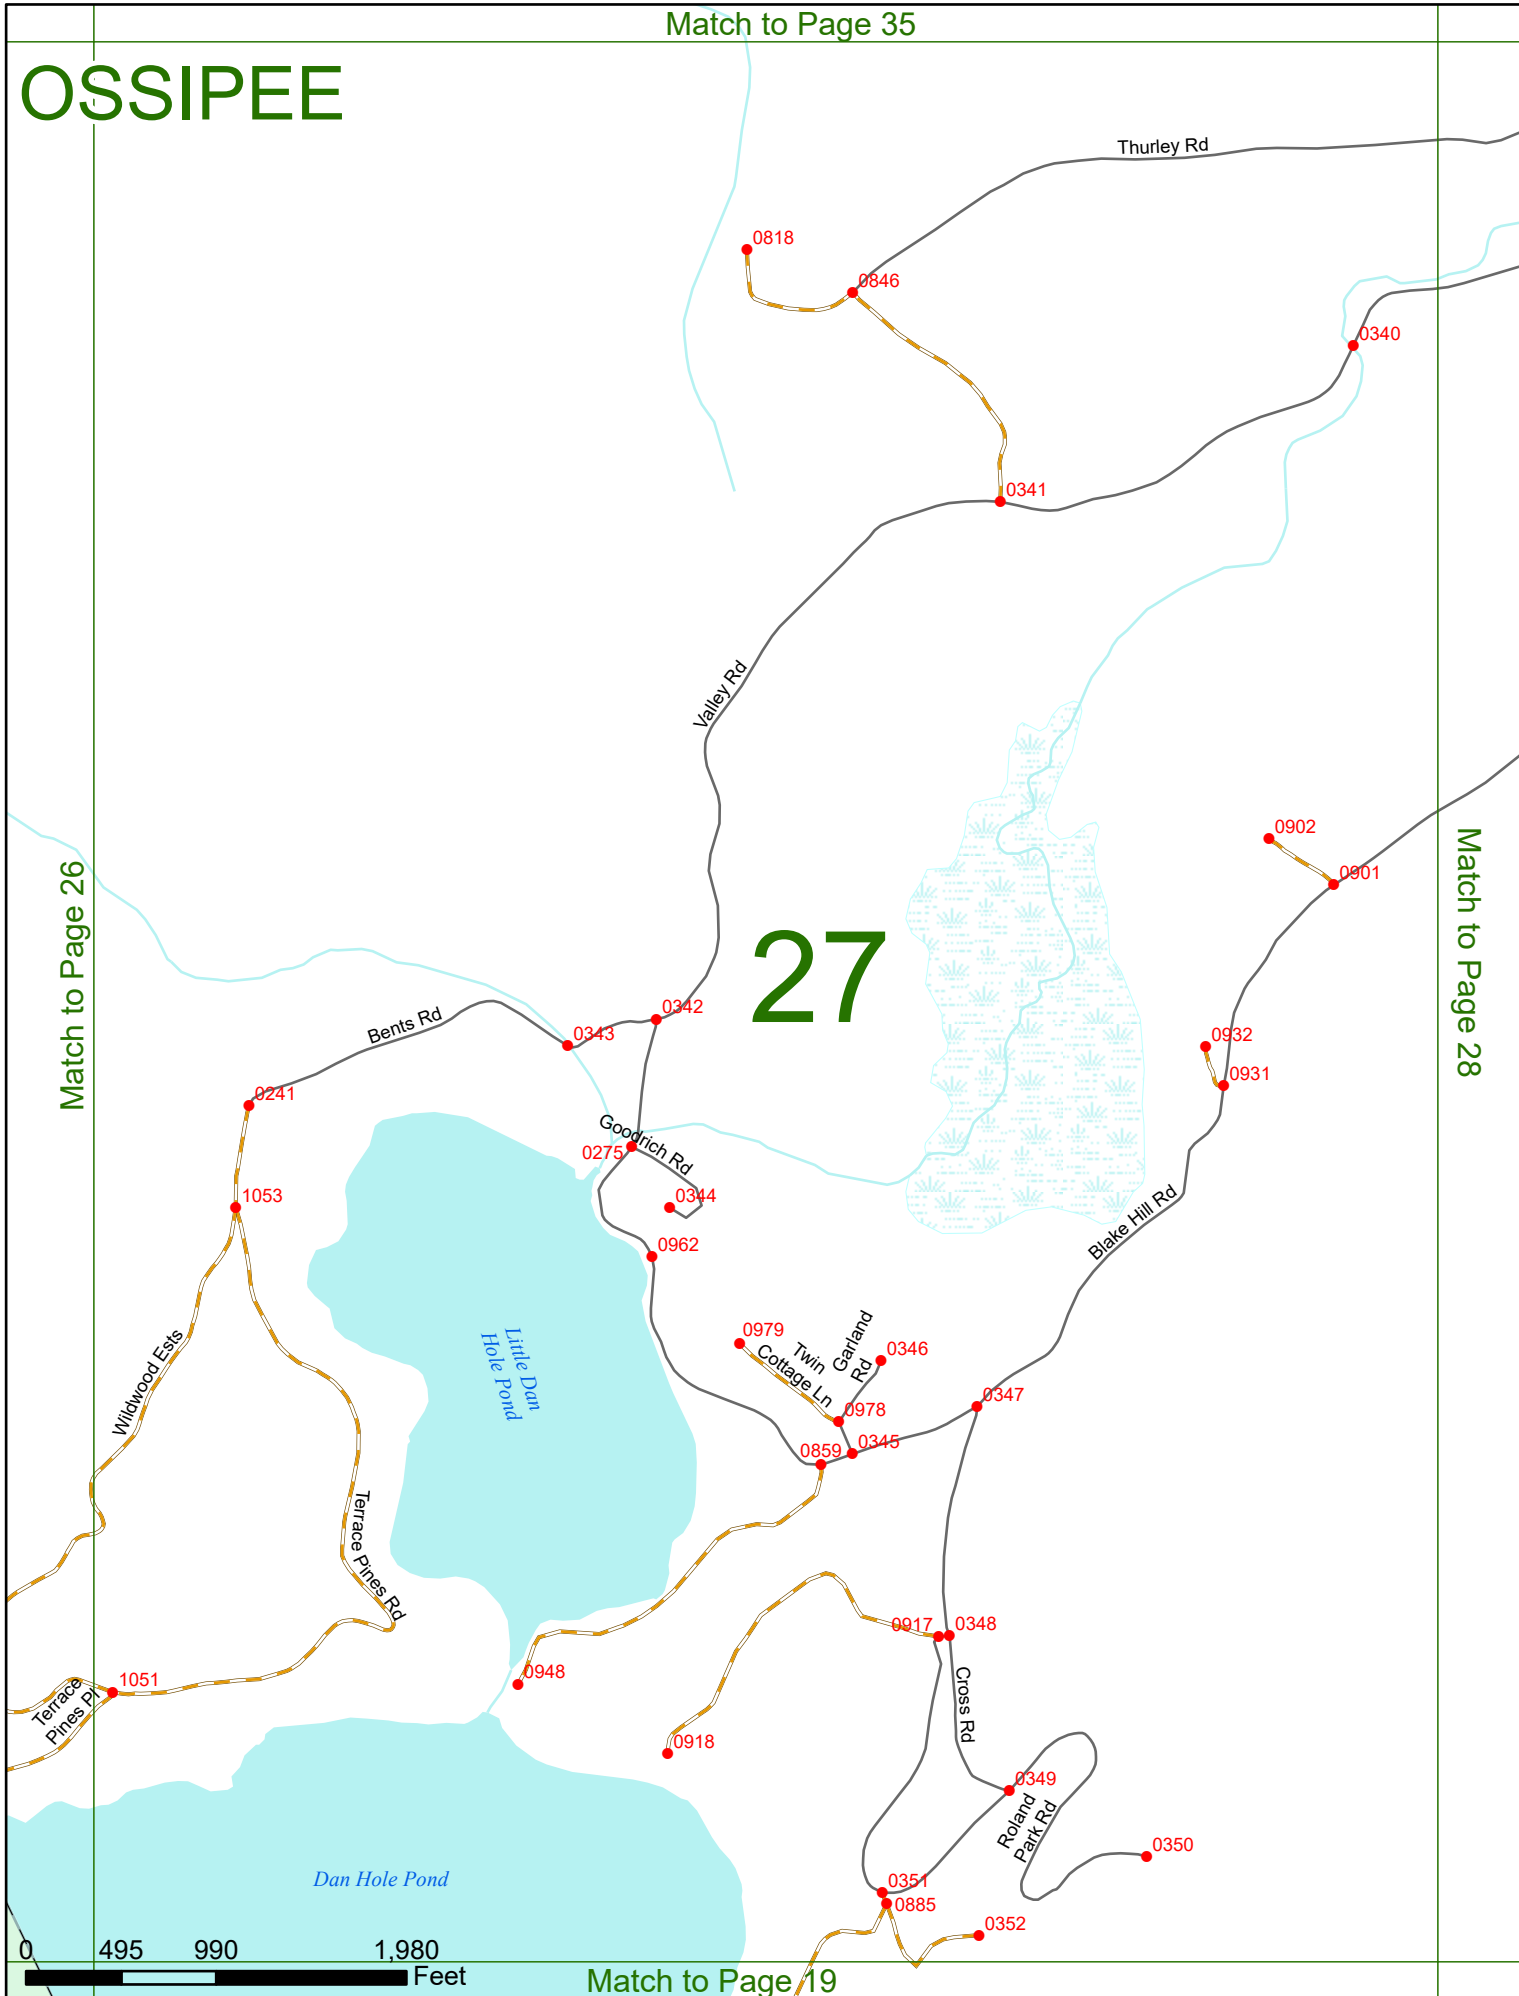 Match to Page 35
OSSIPEE
Thurley Rd
0818
0846
0340
0341
Valley Rd
0902
0901
Match to Page 26
27
Match to Page 28
0342
0343
Bents Rd
0932
0931
0241
Goodrich Rd
0275
1053
0344
Blake Hill Rd
0962
Little Dan
Hole Pond
0979
Twin
Cottage Ln
Garland
Rd
0346
Wildwood Ests
0347
0978
0345
0859
Terrace Pines Rd
0917
0348
0948
1051
Terrace
Pines Pl
Cross Rd
0918
0349
Roland
Park Rd
0350
Dan Hole Pond
0351
0885
0352
0 495 990 1,980
Feet
Match to Page 19